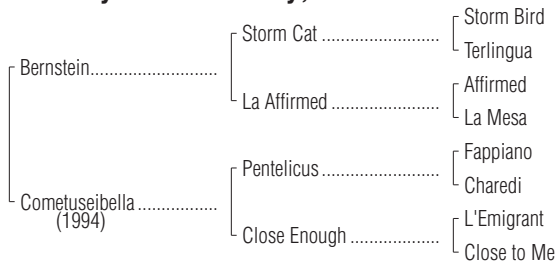 Storm Bird
Storm Cat
Terlingua
Bernstein
Affirmed
La Affirmed
La Mesa
Fappiano
Pentelicus
Charedi
Cometuseibella
(1994)
L'Emigrant
Close Enough
Close to Me